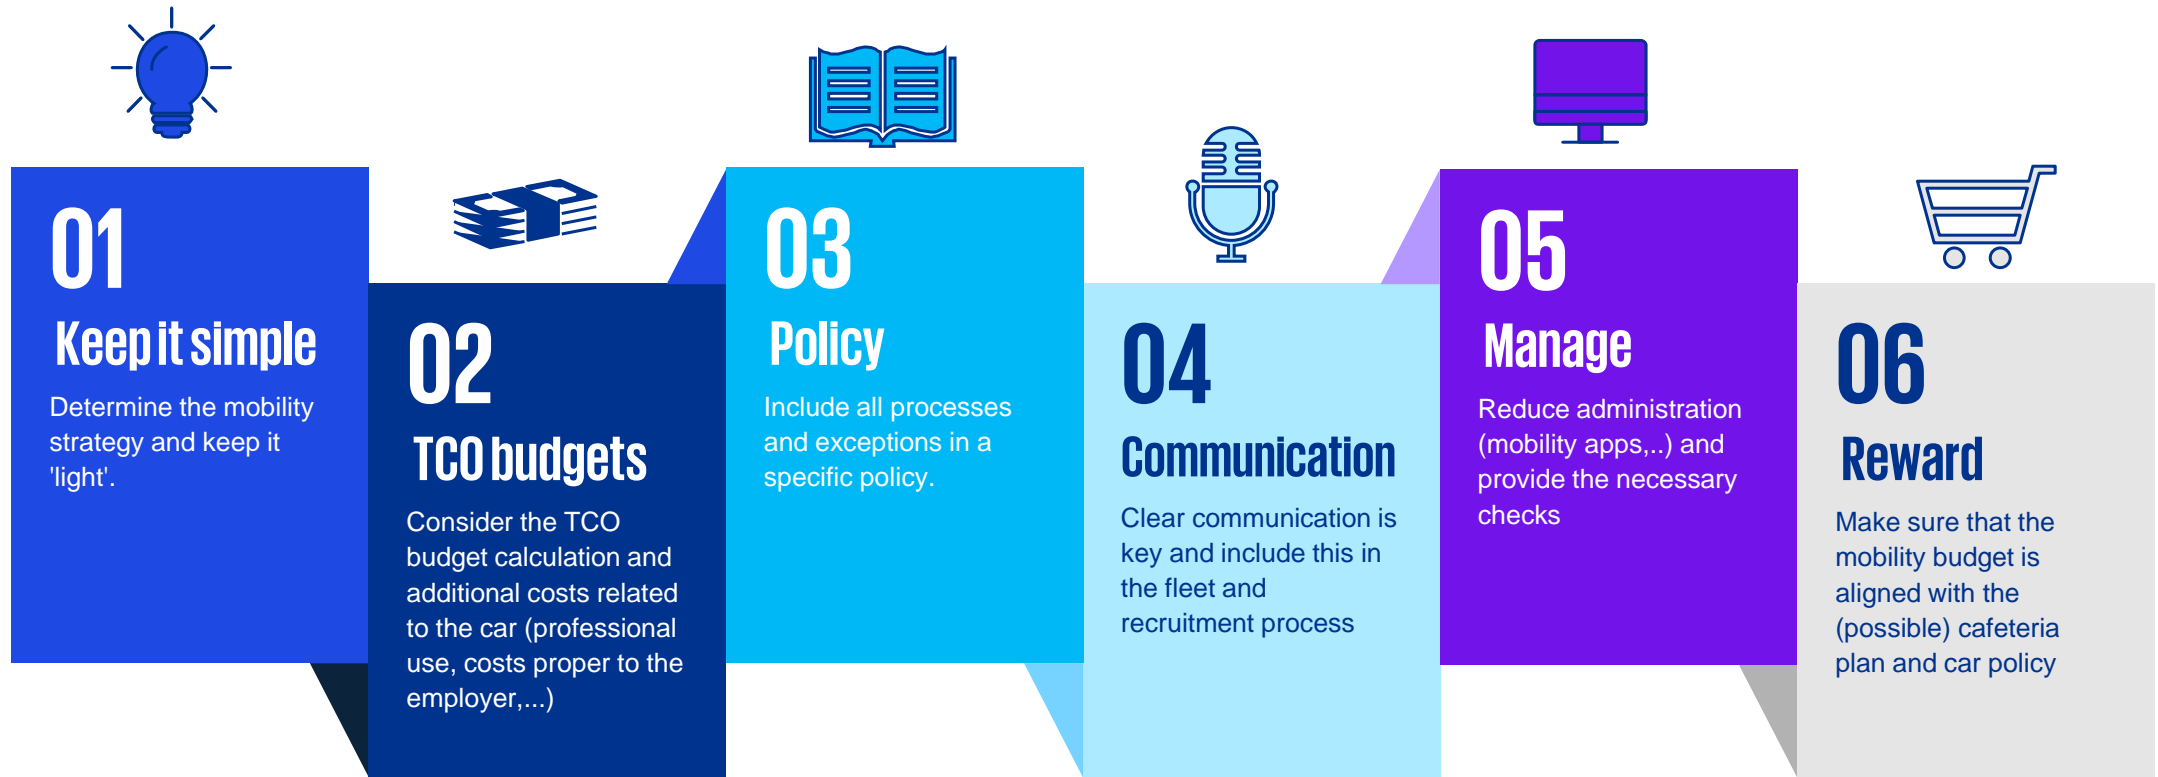 01
Keep it simple
Determine the mobility
strategy and keep it
'light'.
02
TCO budgets
Consider the TCO
budget calculation and
additional costs related
to the car (professional
use, costs proper to the
employer,...)
03
Policy
Include all processes
and exceptions in a
specific policy.
04
Communication
Clear communication is
key and include this in
the fleet and
recruitment process
05
Manage
Reduce administration
(mobility apps,..) and
provide the necessary
checks
06
Reward
Make sure that the
mobility budget is
aligned with the
(possible) cafeteria
plan and car policy